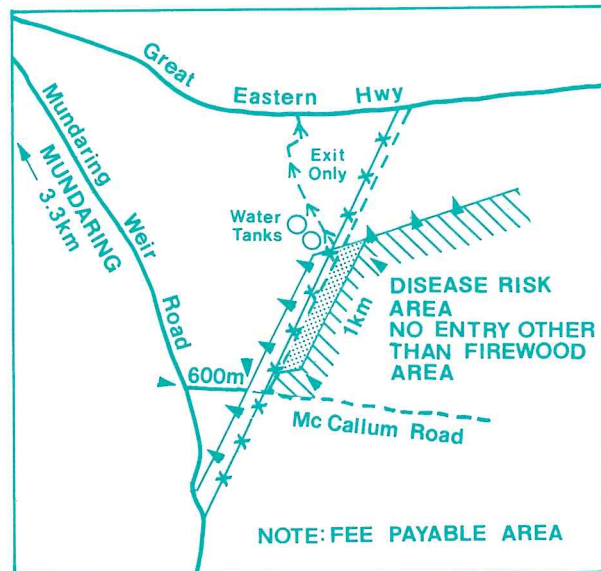 Great Eastern Hwy
Mundaring Weir Road
MUNDARING
3.3km
Exit
Only
Water
Tanks
1km
DISEASE RISK
AREA
NO ENTRY OTHER
THAN FIREWOOD
AREA
600m
Mc Callum Road
NOTE: FEE PAYABLE AREA